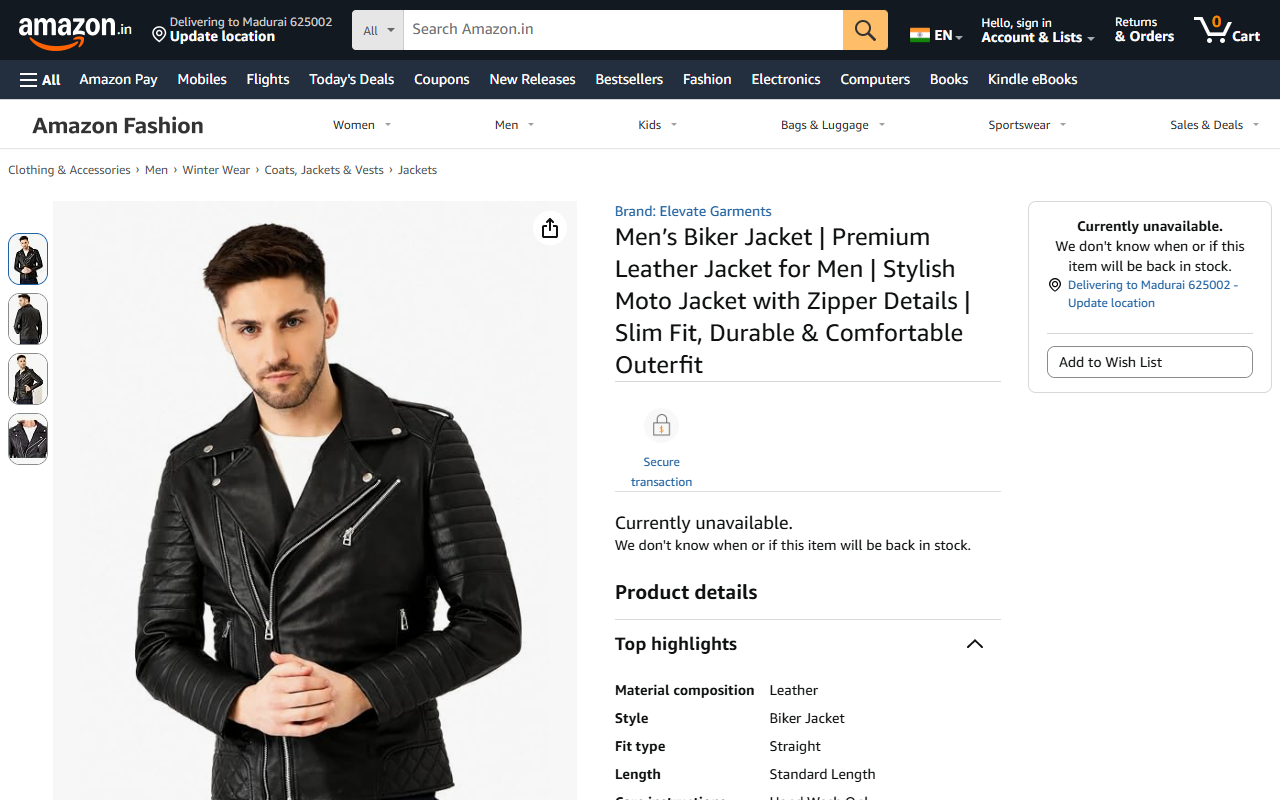 amazon.in
Delivering to Madurai 625002
Update location
All
Search Amazon.in
EN
Hello, sign in
Account & Lists
Returns
& Orders
0
Cart
All
Amazon Pay
Mobiles
Flights
Today's Deals
Coupons
New Releases
Bestsellers
Fashion
Electronics
Computers
Books
Kindle eBooks
Amazon Fashion
Women
Men
Kids
Bags & Luggage
Sportswear
Sales & Deals
Clothing & Accessories › Men › Winter Wear › Coats, Jackets & Vests › Jackets
Brand: Elevate Garments
Men’s Biker Jacket | Premium
Leather Jacket for Men | Stylish
Moto Jacket with Zipper Details |
Slim Fit, Durable & Comfortable
Outerfit
Secure
transaction
Currently unavailable.
We don't know when or if this item will be back in stock.
Product details
Top highlights
Material composition Leather
Style Biker Jacket
Fit type Straight
Length Standard Length
Currently unavailable.
We don't know when or if this
item will be back in stock.
Delivering to Madurai 625002 -
Update location
Add to Wish List